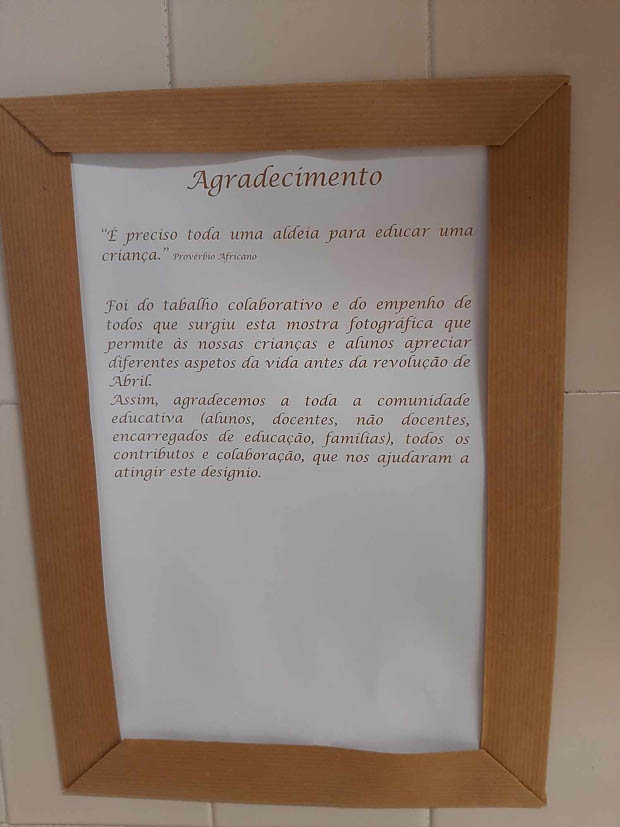 Agradecimento
"É preciso toda uma aldeia para educar uma
criança." Provérbio Africano
Foi do tabalho colaborativo e do empenho de
todos que surgiu esta mostra fotográfica que
permite às nossas crianças e alunos apreciar
diferentes aspetos da vida antes da revolução de
Abril.
Assim, agradecemos a toda a comunidade
educativa (alunos, docentes, não docentes,
encarregados de educação, famílias), todos os
contributos e colaboração, que nos ajudaram a
atingir este desígnio.